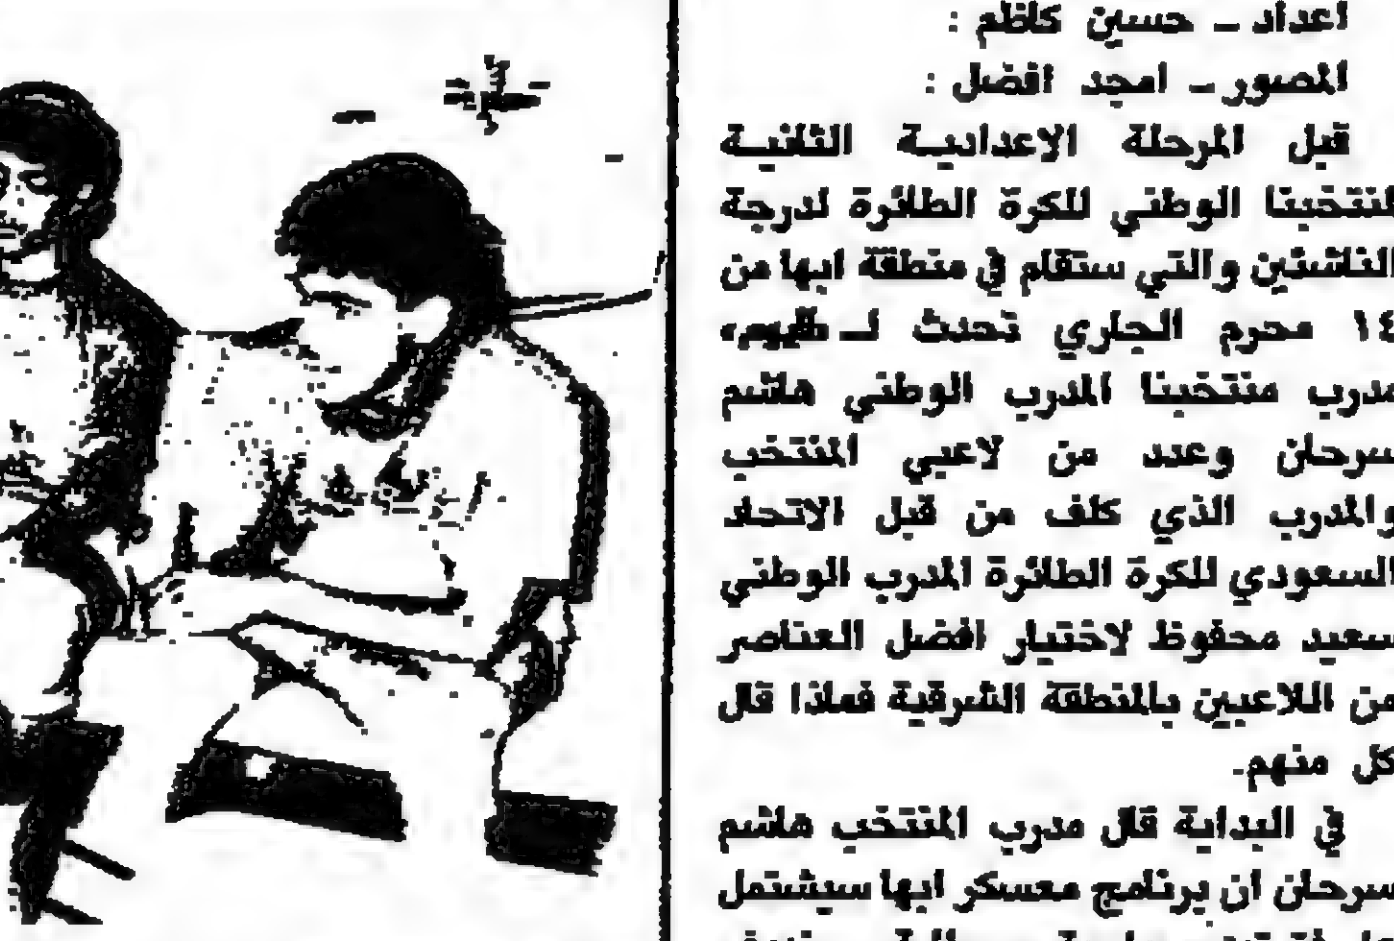 اعداد ـ حسين كاظم :
المصور ـ امجد افضل :
قبل المرحلة الاعدادية الثانية
لمنتخبنا الوطني للكرة الطائرة لدرجة
الناشئين والتي ستقام في منطقة ابها من
١٤ محرم الجاري تحدث لـ
مدرب منتخبنا المدرب الوطني هاشم
سرحان وعدد من لاعبي المنتخب
والمدرب الذي كلف من قبل الاتحاد
السعودي للكرة الطائرة المدرب الوطني
سعيد محفوظ لاختيار افضل العناصر
من اللاعبين بالمنطقة الشرقية فماذا قال
كل منهم.
في البداية قال مدرب المنتخب هاشم
سرحان ان برنامج معسكر ابها سيشتمل